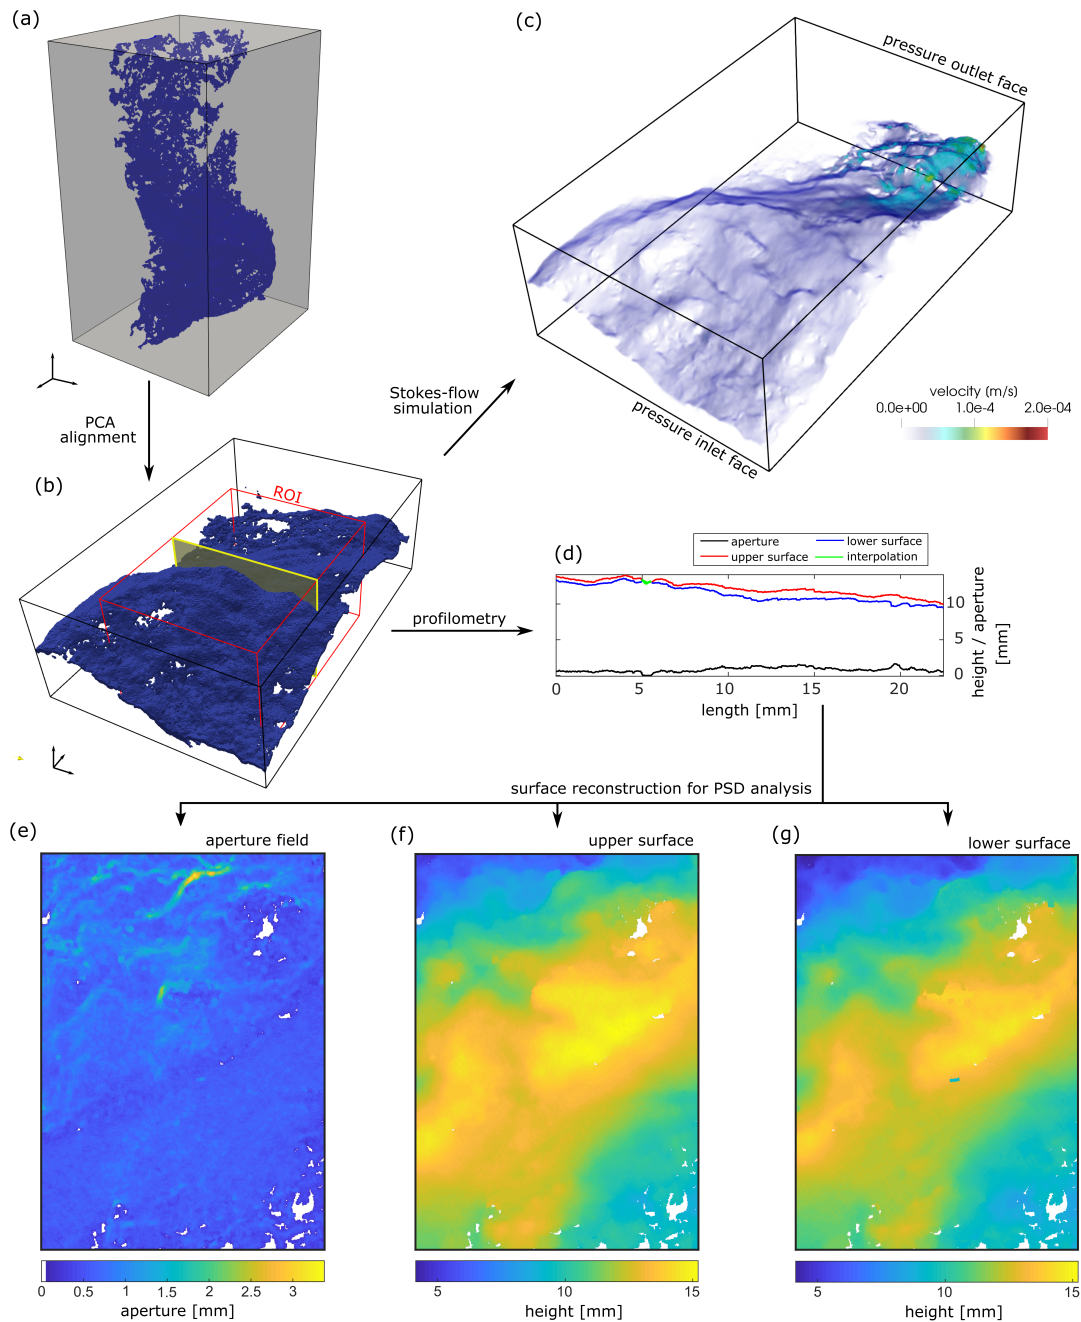 (a)
(c)
pressure outlet face
PCA
alignment
Stokes-flow
simulation
velocity [m/s]
0.0e+00 1.0e-4 2.0e-04
pressure inlet face
(b)
ROI
profilometry
(d)
aperture lower surface
upper surface interpolation
10
5
0
height / aperture
[mm]
0 5 10 15 20
length [mm]
surface reconstruction for PSD analysis
(e)
aperture field
(f)
upper surface
(g)
lower surface
0 0.5 1 1.5 2 2.5 3
aperture [mm]
5 10 15
height [mm]
5 10 15
height [mm]